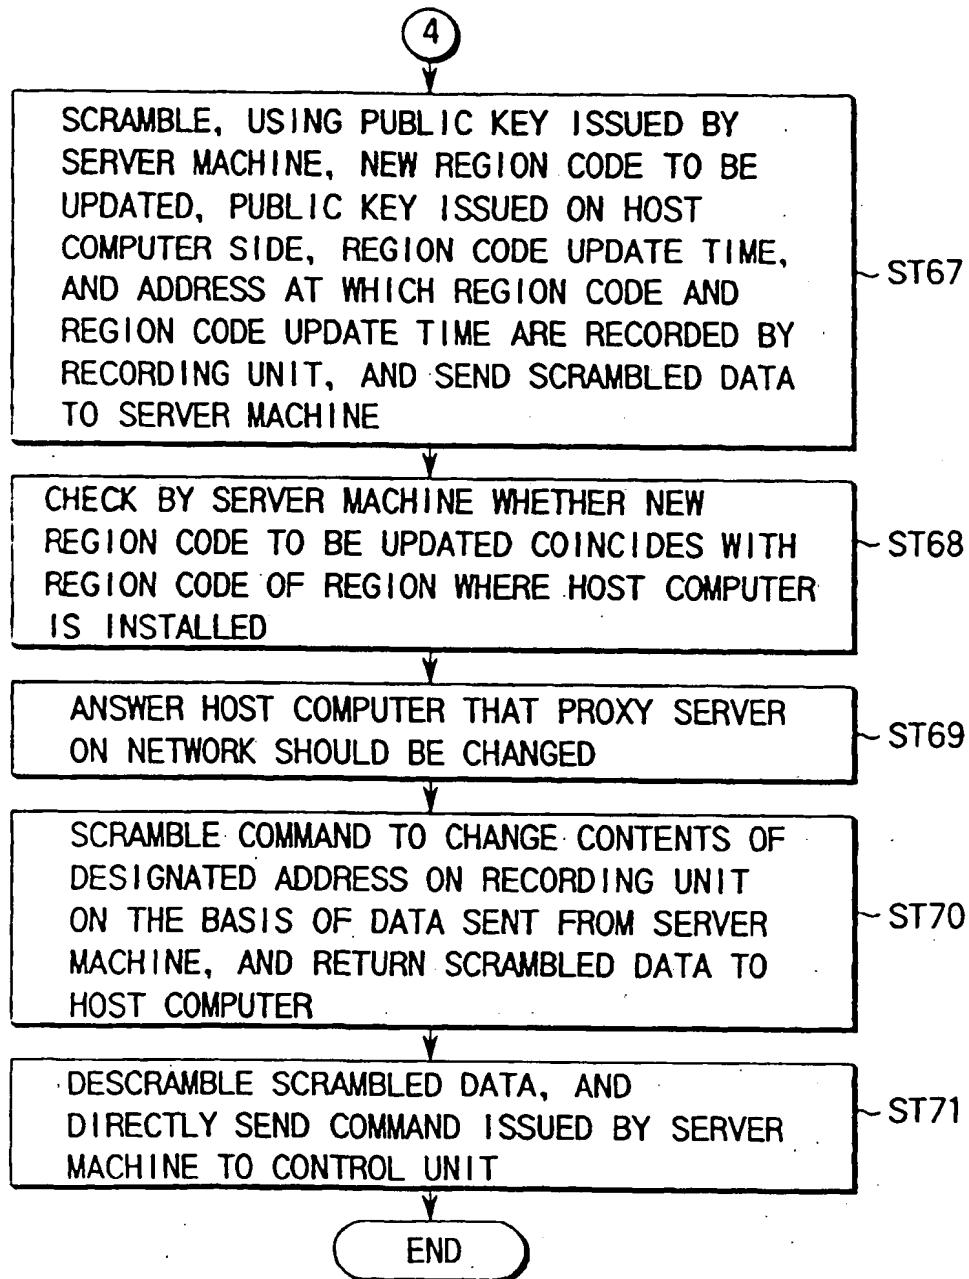 4
SCRAMBLE, USING PUBLIC KEY ISSUED BY
SERVER MACHINE, NEW REGION CODE TO BE
UPDATED, PUBLIC KEY ISSUED ON HOST
COMPUTER SIDE, REGION CODE UPDATE TIME,
AND ADDRESS AT WHICH REGION CODE AND
REGION CODE UPDATE TIME ARE RECORDED BY
RECORDING UNIT, AND SEND SCRAMBLED DATA
TO SERVER MACHINE
ST67
CHECK BY SERVER MACHINE WHETHER NEW
REGION CODE TO BE UPDATED COINCIDES WITH
REGION CODE OF REGION WHERE HOST COMPUTER
IS INSTALLED
ST68
ANSWER HOST COMPUTER THAT PROXY SERVER
ON NETWORK SHOULD BE CHANGED
ST69
SCRAMBLE COMMAND TO CHANGE CONTENTS OF
DESIGNATED ADDRESS ON RECORDING UNIT
ON THE BASIS OF DATA SENT FROM SERVER
MACHINE, AND RETURN SCRAMBLED DATA TO
HOST COMPUTER
ST70
DESCRAMBLE SCRAMBLED DATA, AND
DIRECTLY SEND COMMAND ISSUED BY SERVER
MACHINE TO CONTROL UNIT
ST71
END